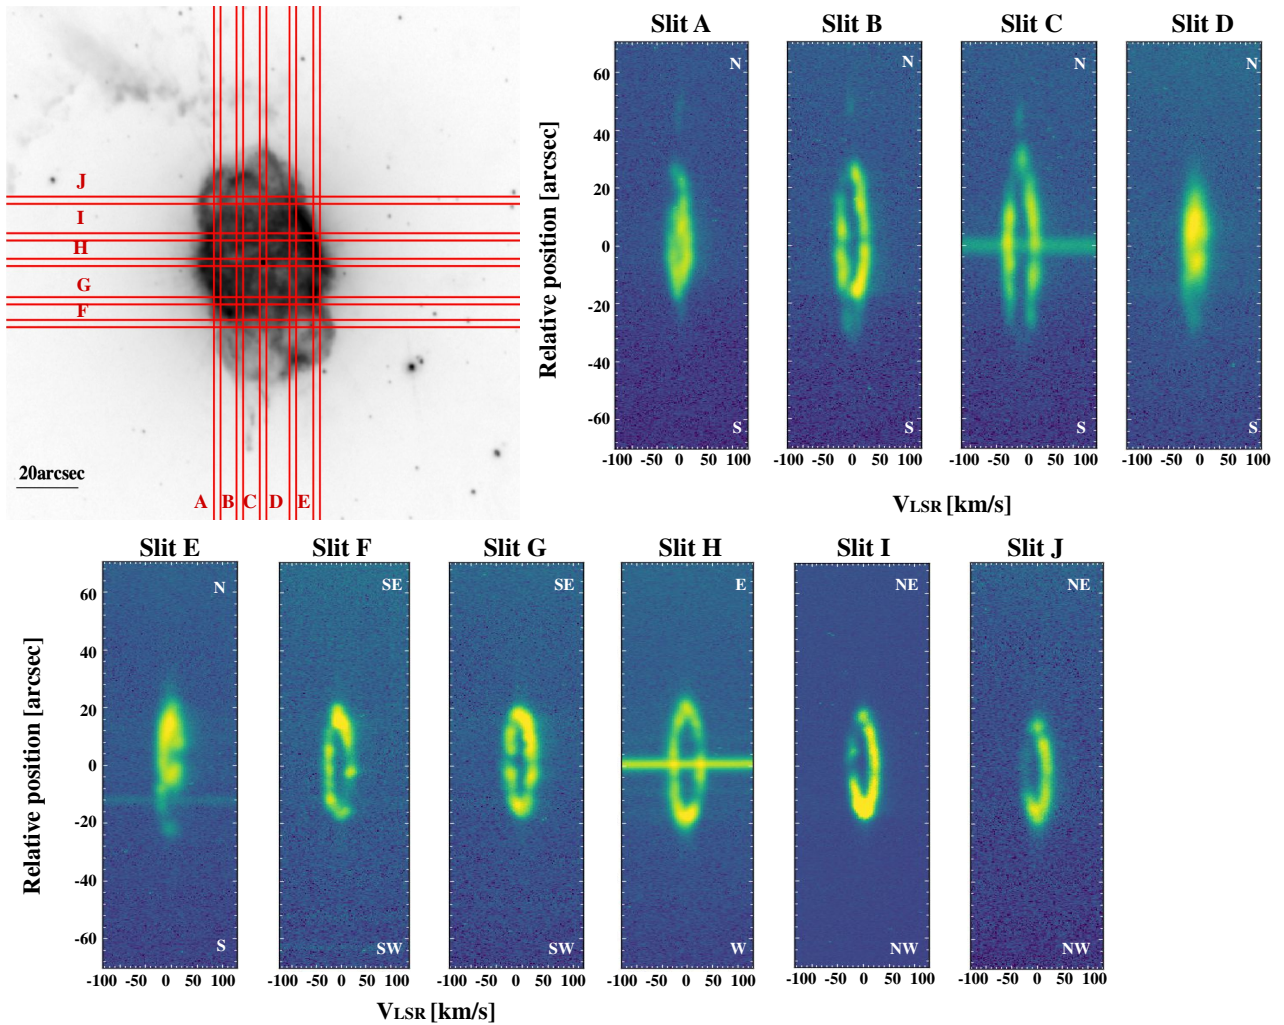 Slit A Slit B Slit C Slit D
J
I
H
G
F
A B C D E
20arcsec
Relative position [arcsec]
60
40
20
0
-20
-40
-60
N N N N
S S S S
-100 -50 0 50 100 -100 -50 0 50 100 -100 -50 0 50 100 -100 -50 0 50 100
VLSR [km/s]
Slit E Slit F Slit G Slit H Slit I Slit J
Relative position [arcsec]
60
40
20
0
-20
-40
-60
N SE SE E NE NE
S SW SW W NW NW
-100 -50 0 50 100 -100 -50 0 50 100 -100 -50 0 50 100 -100 -50 0 50 100 -100 -50 0 50 100 -100 -50 0 50 100
VLSR [km/s]